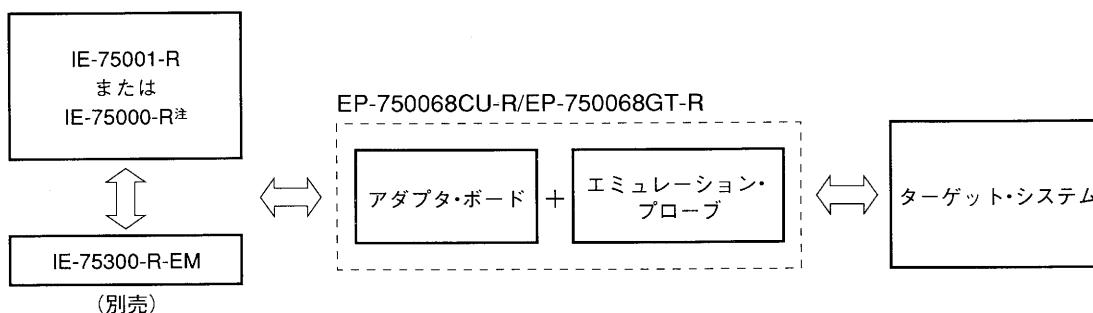 IE-75001-R
または
IE-75000-R注
IE-75300-R-EM
(別売)
EP-750068CU-R/EP-750068GT-R
アダプタ・ボード
+
エミュレーション・
プローブ
ターゲット・システム